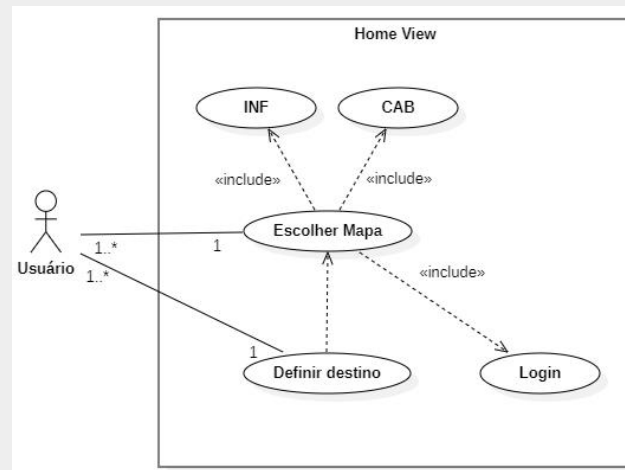 Home View
INF
CAB
«include»
«include»
Escolher Mapa
1..*
1
Usuário
1..*
«include»
1
Definir destino
Login